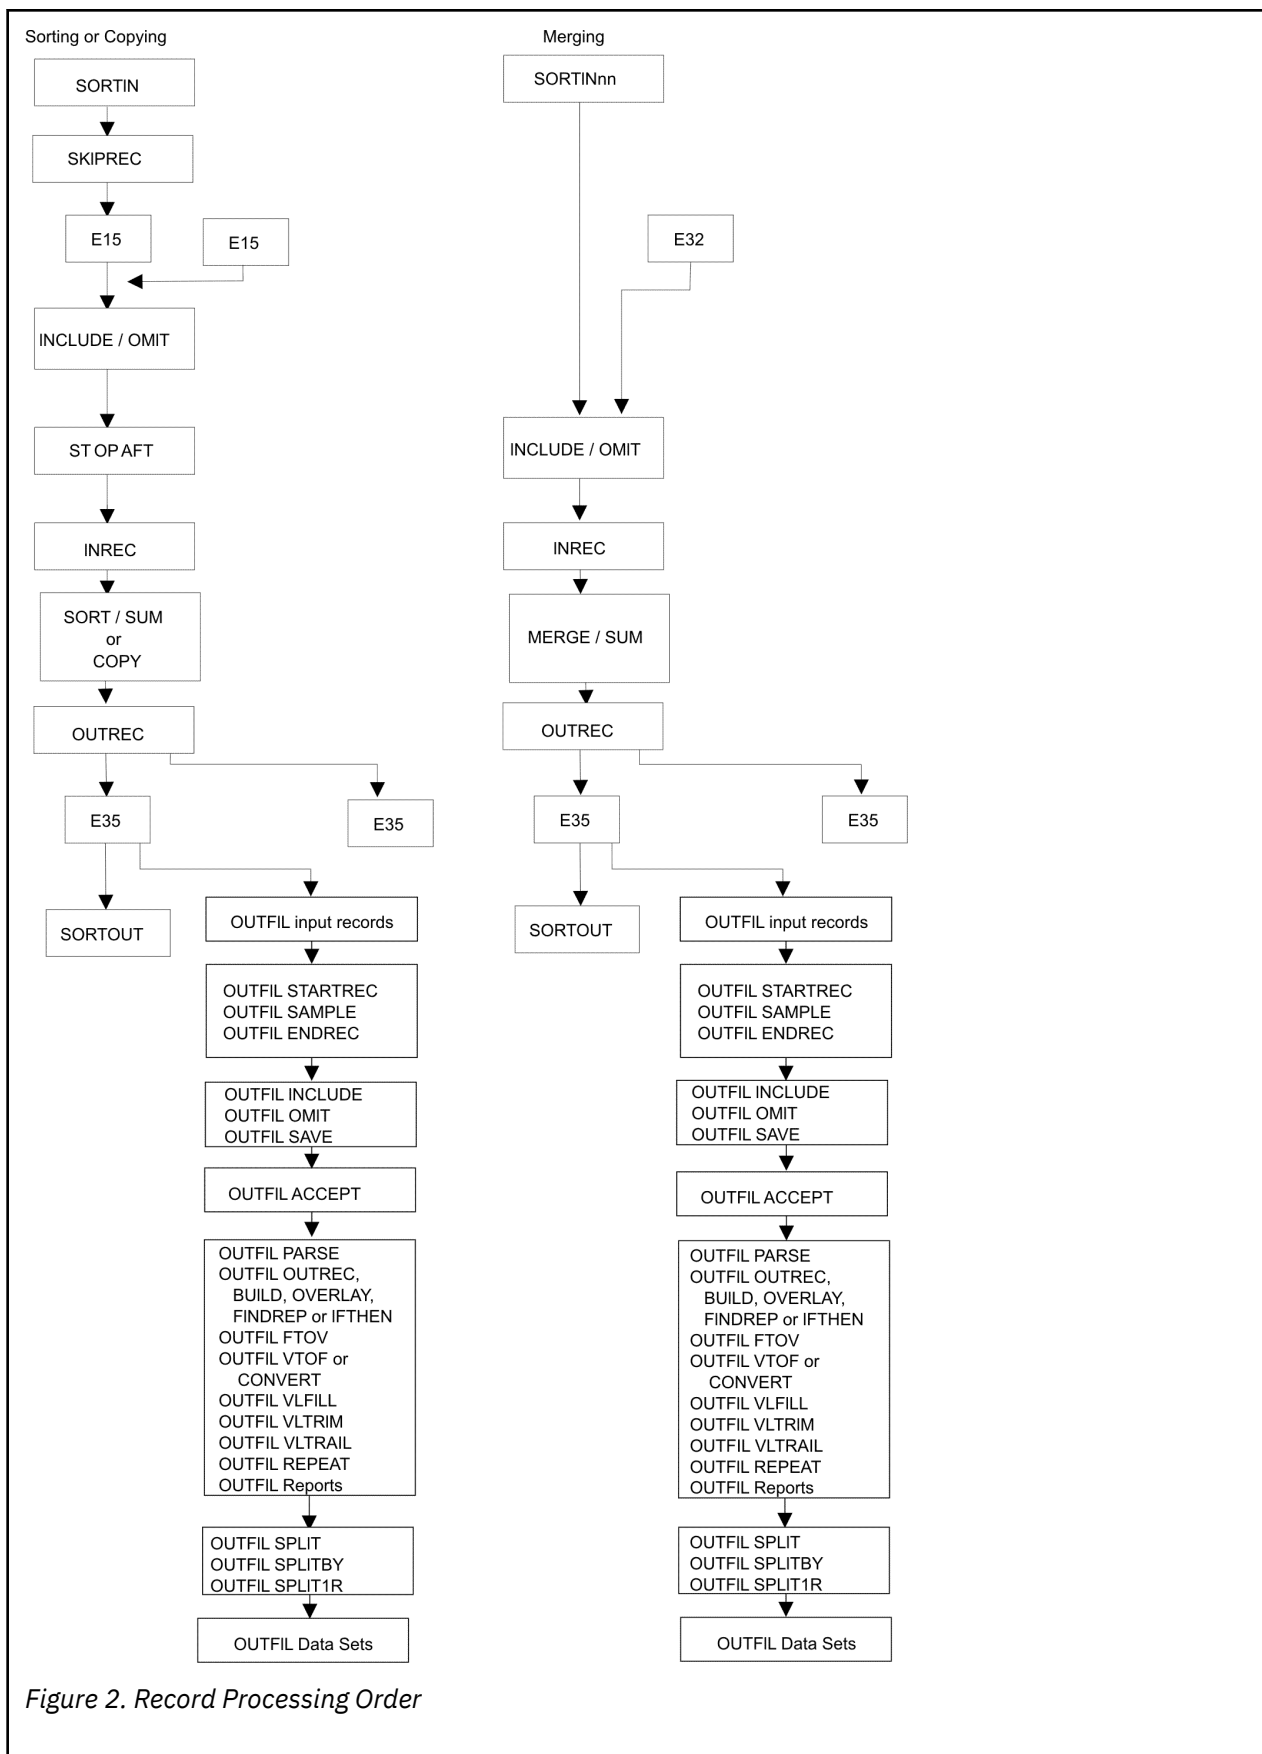 Sorting or Copying
SORTIN
SKIPREC
E15
E15
INCLUDE / OMIT
ST OP AFT
INREC
SORT / SUM
or
COPY
OUTREC
E35
E35
SORTOUT
OUTFIL input records
OUTFIL STARTREC
OUTFIL SAMPLE
OUTFIL ENDREC
OUTFIL INCLUDE
OUTFIL OMIT
OUTFIL SAVE
OUTFIL ACCEPT
OUTFIL PARSE
OUTFIL OUTREC,
BUILD, OVERLAY,
FINDREP or IFTHEN
OUTFIL FTOV
OUTFIL VTOF or
CONVERT
OUTFIL VLFILL
OUTFIL VLTRIM
OUTFIL VLTRAIL
OUTFIL REPEAT
OUTFIL Reports
OUTFIL SPLIT
OUTFIL SPLITBY
OUTFIL SPLIT1R
OUTFIL Data Sets
Merging
SORTINnn
E32
INCLUDE / OMIT
INREC
MERGE / SUM
OUTREC
E35
E35
SORTOUT
OUTFIL input records
OUTFIL STARTREC
OUTFIL SAMPLE
OUTFIL ENDREC
OUTFIL INCLUDE
OUTFIL OMIT
OUTFIL SAVE
OUTFIL ACCEPT
OUTFIL PARSE
OUTFIL OUTREC,
BUILD, OVERLAY,
FINDREP or IFTHEN
OUTFIL FTOV
OUTFIL VTOF or
CONVERT
OUTFIL VLFILL
OUTFIL VLTRIM
OUTFIL VLTRAIL
OUTFIL REPEAT
OUTFIL Reports
OUTFIL SPLIT
OUTFIL SPLITBY
OUTFIL SPLIT1R
OUTFIL Data Sets
Figure 2. Record Processing Order